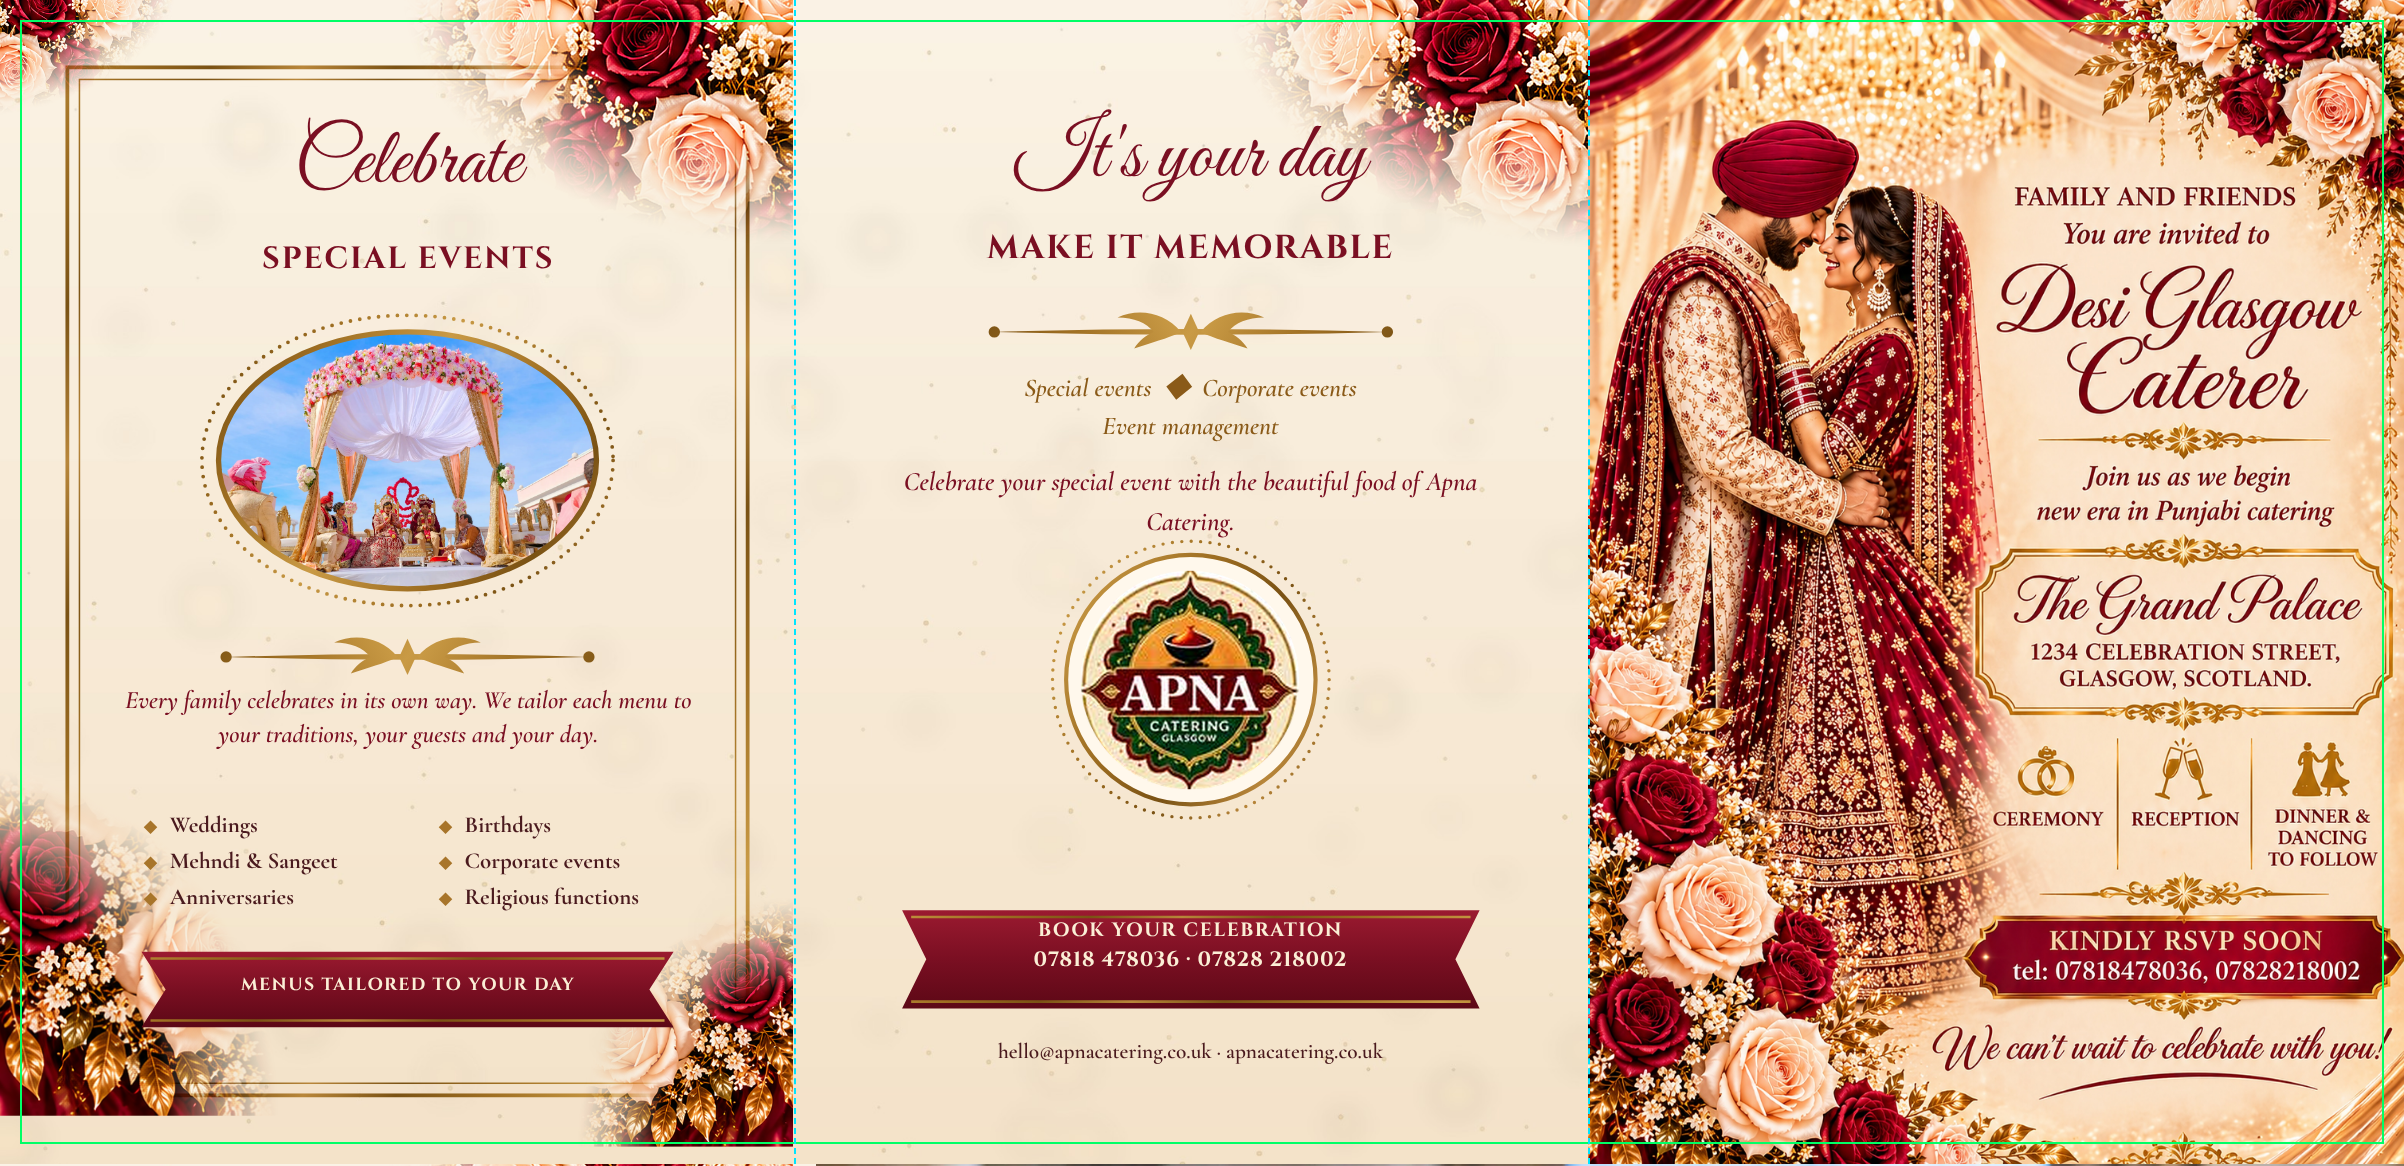 Celebrate
SPECIAL EVENTS
Every family celebrates in its own way. We tailor each menu to
your traditions, your guests and your day.
Weddings
Mehndi & Sangeet
Anniversaries
Birthdays
Corporate events
Religious functions
MENUS TAILORED TO YOUR DAY
It's your day
MAKE IT MEMORABLE
Special events ◆ Corporate events
Event management
Celebrate your special event with the beautiful food of Apna
Catering.
APNA
CATERING
GLASGOW
BOOK YOUR CELEBRATION
07818 478036 · 07828 218002
hello@apnacatering.co.uk · apnacatering.co.uk
FAMILY AND FRIENDS
You are invited to
Desi Glasgow
Caterer
Join us as we begin
new era in Punjabi catering
The Grand Palace
1234 CELEBRATION STREET,
GLASGOW, SCOTLAND.
CEREMONY
RECEPTION
DINNER &
DANCING
TO FOLLOW
KINDLY RSVP SOON
tel: 07818478036, 07828218002
We can't wait to celebrate with you!